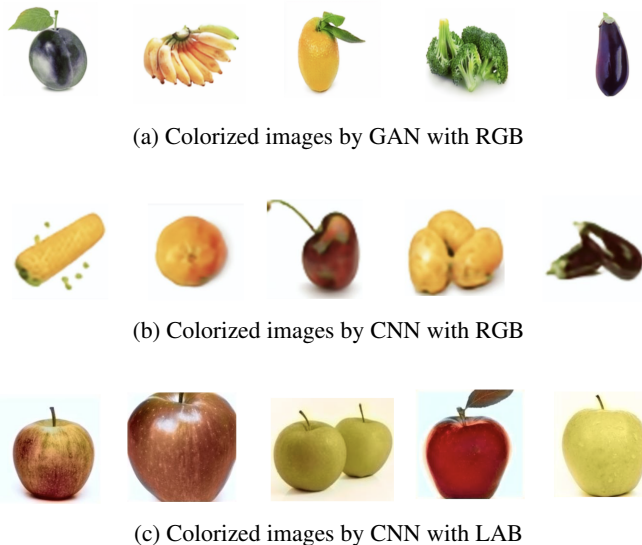 (a) Colorized images by GAN with RGB
(b) Colorized images by CNN with RGB
(c) Colorized images by CNN with LAB